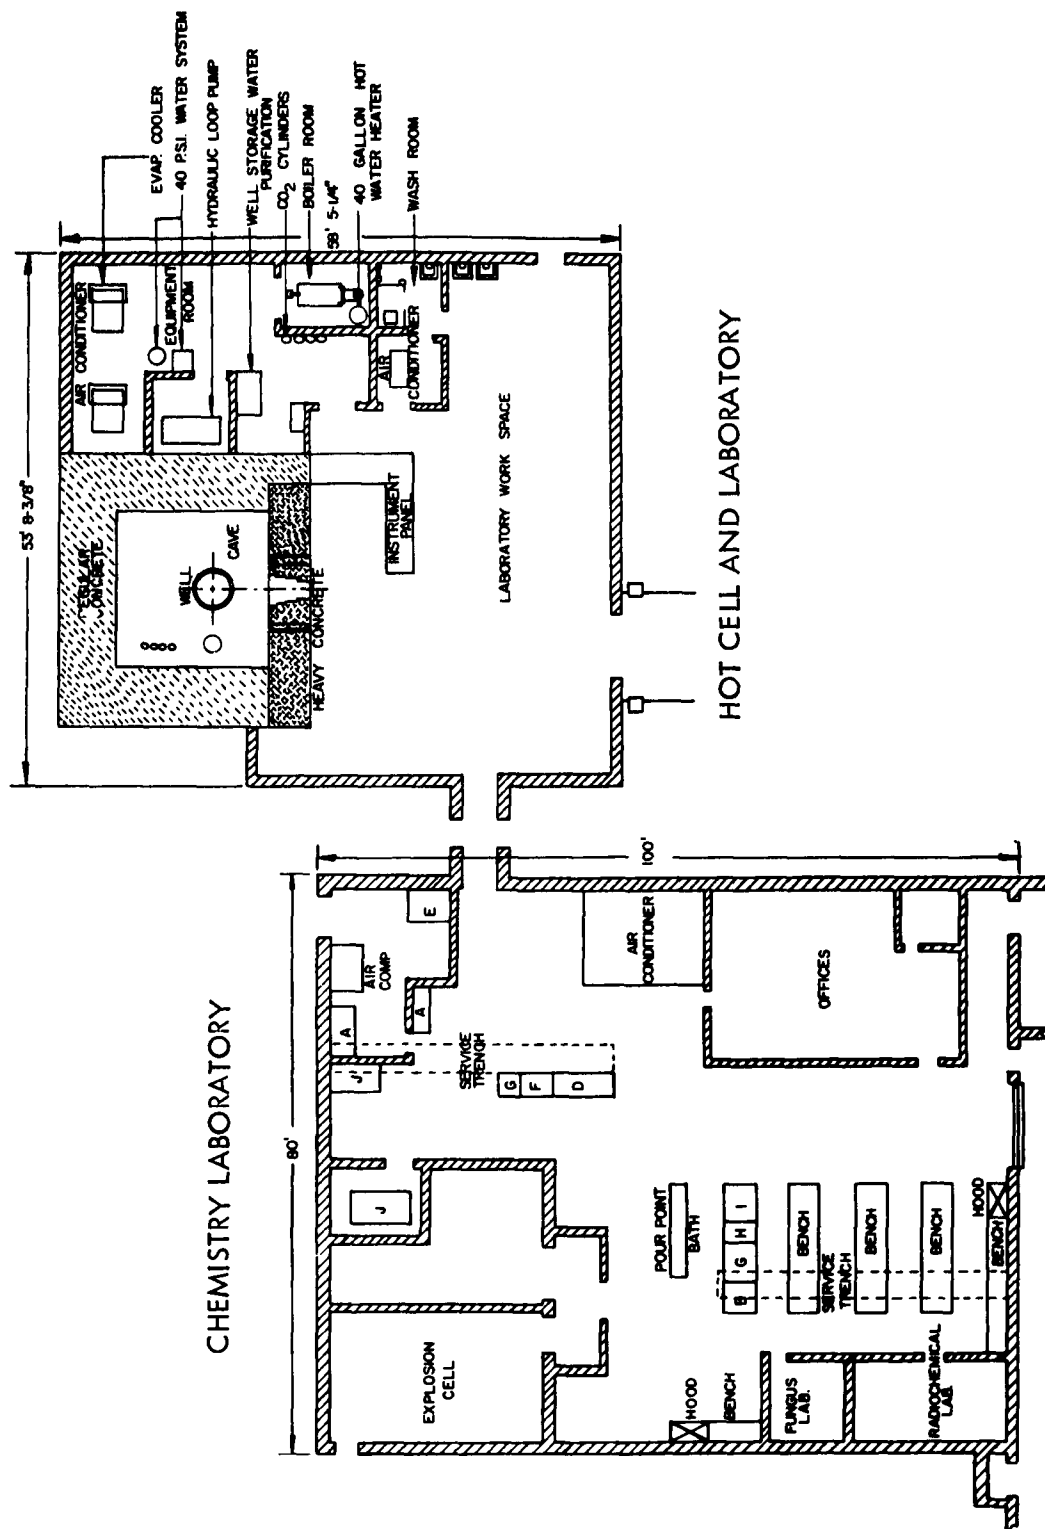 CHEMISTRY LABORATORY
80'
100'
EXPLOSION
CELL
J
J
A
AIR
COMP
E
A
SERVICE
TRENCH
G
F
D
AIR
CONDITIONER
OFFICES
POUR POINT
BATH
B
G
H
I
BENCH
BENCH
BENCH
SERVICE
TRENCH
HOOD
BENCH
HOOD
BENCH
FUNGUS
LAB.
RADIOCHEMICAL
LAB.
HOT CELL AND LABORATORY
53' 8-3/8"
58' 5-1/4"
REGULAR
CONCRETE
WELL
CAVE
HEAVY CONCRETE
INSTRUMENT
PANEL
LABORATORY WORK SPACE
AIR CONDITIONER
EQUIPMENT
ROOM
AIR
CONDITIONER
EVAP. COOLER
40 P.S.I. WATER SYSTEM
HYDRAULIC LOOP PUMP
WELL STORAGE WATER
PURIFICATION
CO2 CYLINDERS
BOILER ROOM
40 GALLON HOT
WATER HEATER
WASH ROOM